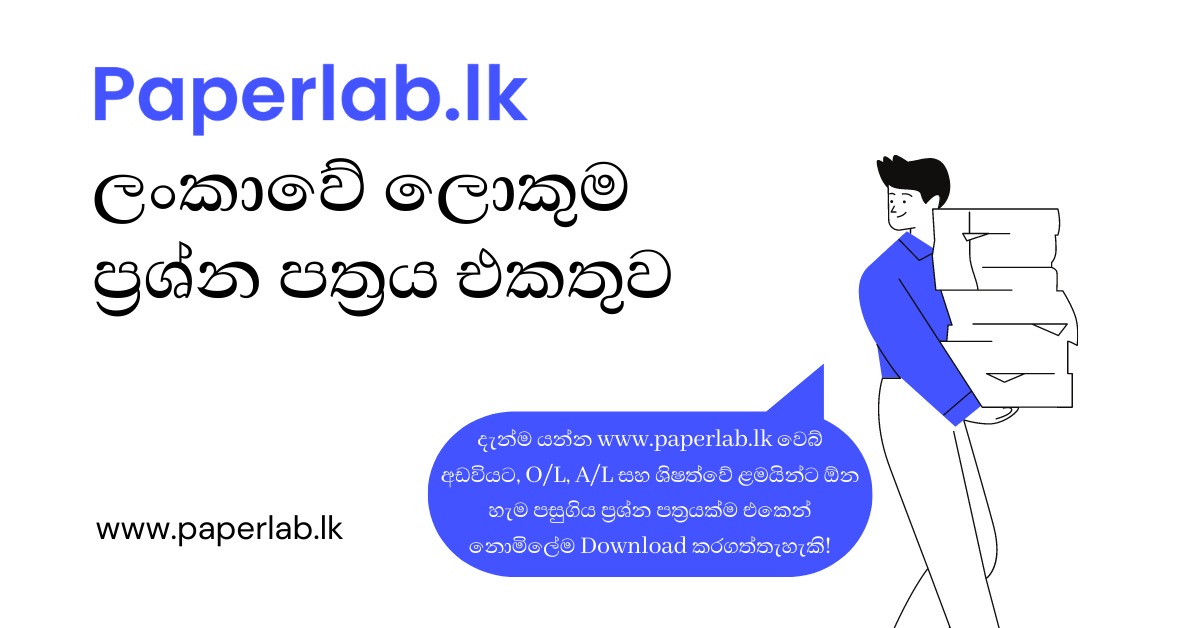 Paperlab.lk
ලංකාවේ ලොකුම
ප්‍රශ්න පත්‍රය එකතුව
දැන්ම යන්න www.paperlab.lk වෙබ්
අඩවියට, O/L, A/L සහ ශිෂත්වේ ළමයින්ට ඕන
හැම පසුගිය ප්‍රශ්න පත්‍රයක්ම එකෙන්
නොමිලේම Download කරගත්තැහැකි!
www.paperlab.lk